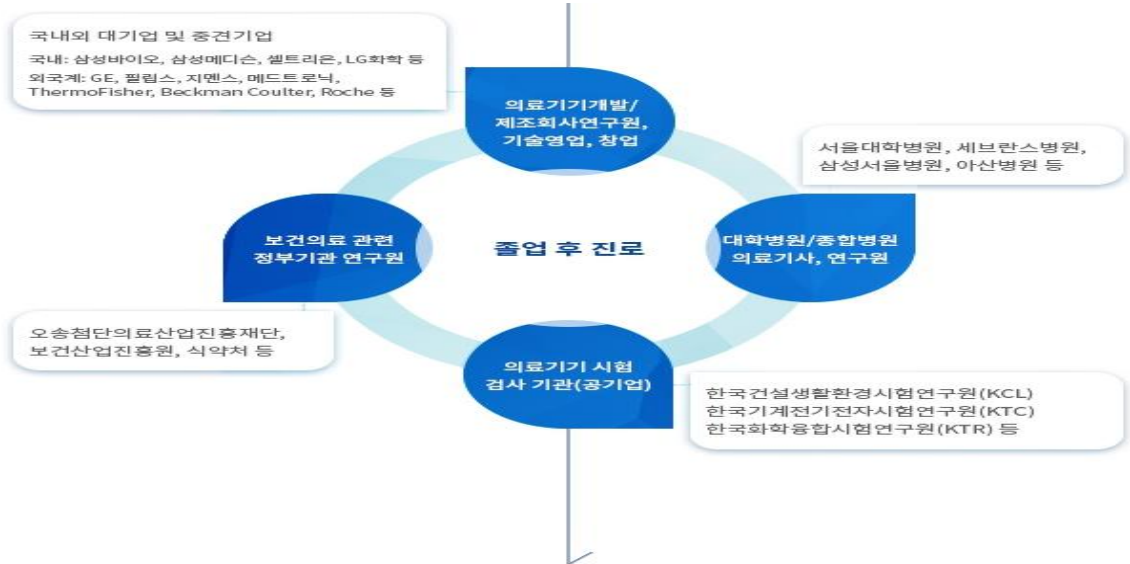 국내외 대기업 및 중견기업
국내: 삼성바이오, 삼성메디슨, 셀트리온, LG화학 등
외국계: GE, 필립스, 지멘스, 메드트로닉,
ThermoFisher, Beckman Coulter, Roche 등
의료기기개발/
제조회사연구원,
기술영업, 창업
서울대학병원, 세브란스병원,
삼성서울병원, 아산병원 등
보건의료 관련
정부기관 연구원
졸업 후 진로
대학병원/종합병원
의료기사, 연구원
오송첨단의료산업진흥재단,
보건산업진흥원, 식약처 등
의료기기 시험
검사 기관(공기업)
한국건설생활환경시험연구원(KCL)
한국기계전기전자시험연구원(KTC)
한국화학융합시험연구원(KTR) 등